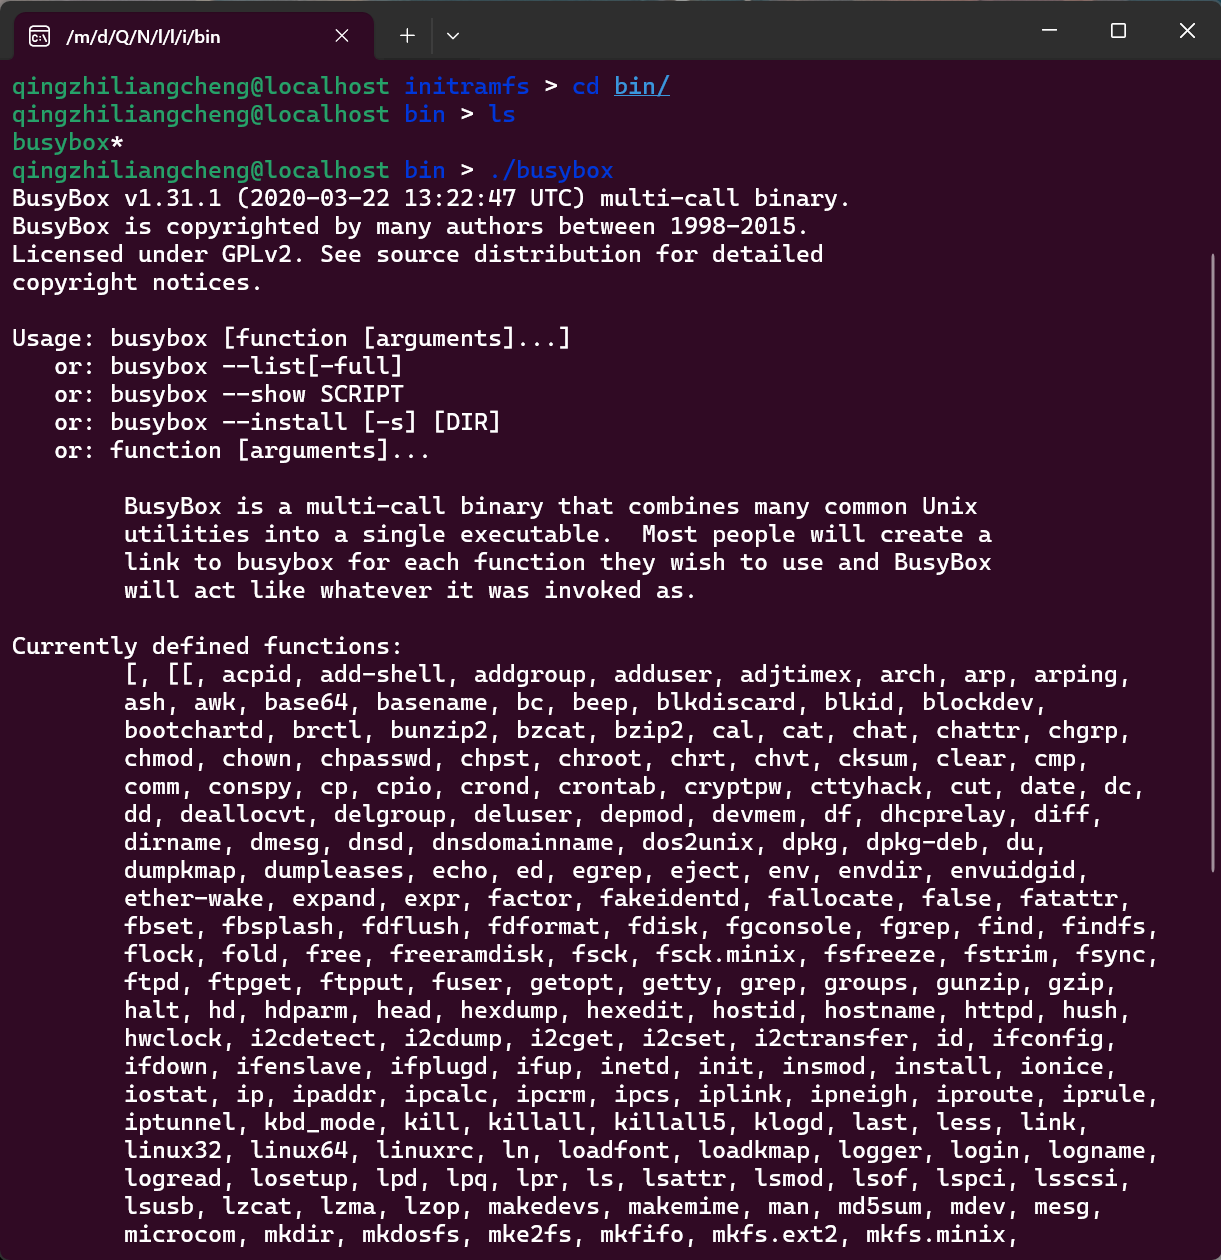 /m/d/Q/N/l/l/i/bin
qingzhiliangcheng@localhost initramfs > cd bin/
qingzhiliangcheng@localhost bin > ls
busybox*
qingzhiliangcheng@localhost bin > ./busybox
BusyBox v1.31.1 (2020-03-22 13:22:47 UTC) multi-call binary.
BusyBox is copyrighted by many authors between 1998-2015.
Licensed under GPLv2. See source distribution for detailed
copyright notices.
Usage: busybox [function [arguments]...]
or: busybox --list[-full]
or: busybox --show SCRIPT
or: busybox --install [-s] [DIR]
or: function [arguments]...
BusyBox is a multi-call binary that combines many common Unix
utilities into a single executable.  Most people will create a
link to busybox for each function they wish to use and BusyBox
will act like whatever it was invoked as.
Currently defined functions:
[, [[, acpid, add-shell, addgroup, adduser, adjtimex, arch, arp, arping,
ash, awk, base64, basename, bc, beep, blkdiscard, blkid, blockdev,
bootchartd, brctl, bunzip2, bzcat, bzip2, cal, cat, chat, chattr, chgrp,
chmod, chown, chpasswd, chpst, chroot, chrt, chvt, cksum, clear, cmp,
comm, conspy, cp, cpio, crond, crontab, cryptpw, cttyhack, cut, date, dc,
dd, deallocvt, delgroup, deluser, depmod, devmem, df, dhcprelay, diff,
dirname, dmesg, dnsd, dnsdomainname, dos2unix, dpkg, dpkg-deb, du,
dumpkmap, dumpleases, echo, ed, egrep, eject, env, envdir, envuidgid,
ether-wake, expand, expr, factor, fakeidentd, fallocate, false, fatattr,
fbset, fbsplash, fdflush, fdformat, fdisk, fgconsole, fgrep, find, findfs,
flock, fold, free, freeramdisk, fsck, fsck.minix, fsfreeze, fstrim, fsync,
ftpd, ftpget, ftpput, fuser, getopt, getty, grep, groups, gunzip, gzip,
halt, hd, hdparm, head, hexdump, hexedit, hostid, hostname, httpd, hush,
hwclock, i2cdetect, i2cdump, i2cget, i2cset, i2ctransfer, id, ifconfig,
ifdown, ifenslave, ifplugd, ifup, inetd, init, insmod, install, ionice,
iostat, ip, ipaddr, ipcalc, ipcrm, ipcs, iplink, ipneigh, iproute, iprule,
iptunnel, kbd_mode, kill, killall, killall5, klogd, last, less, link,
linux32, linux64, linuxrc, ln, loadfont, loadkmap, logger, login, logname,
logread, losetup, lpd, lpq, lpr, ls, lsattr, lsmod, lsof, lspci, lsscsi,
lsusb, lzcat, lzma, lzop, makedevs, makemime, man, md5sum, mdev, mesg,
microcom, mkdir, mkdosfs, mke2fs, mkfifo, mkfs.ext2, mkfs.minix,